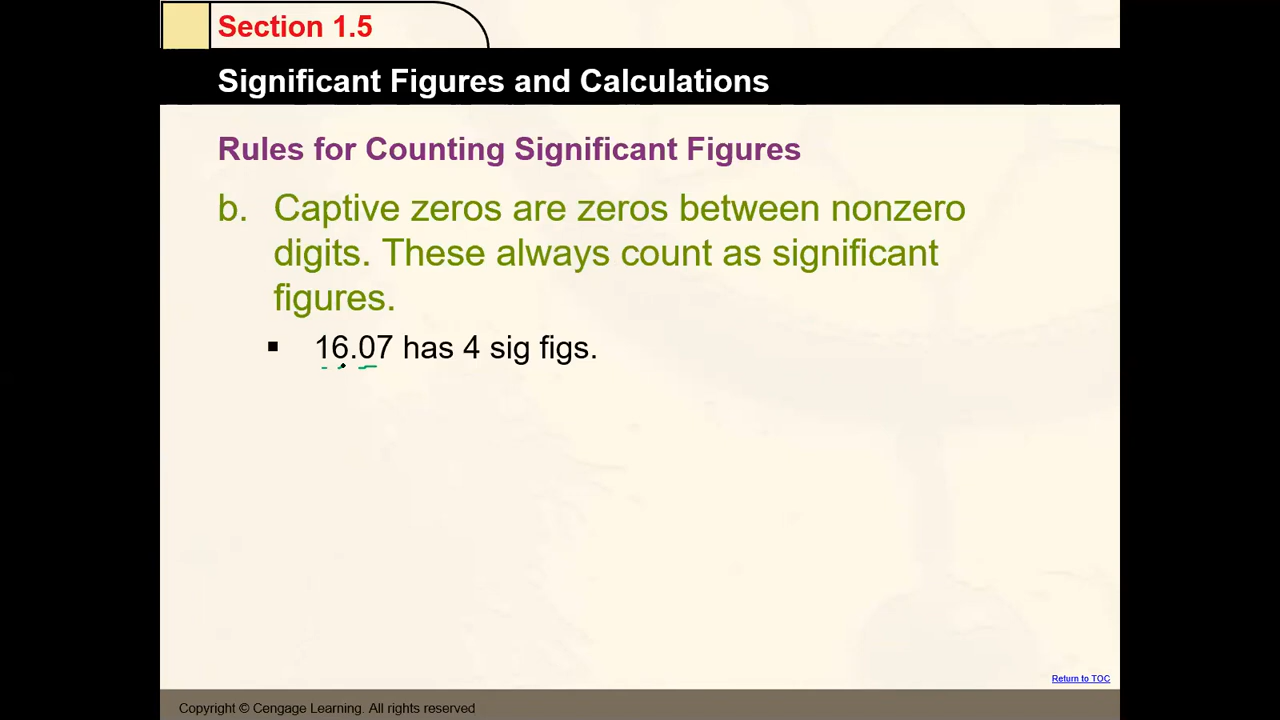 Section 1.5
Significant Figures and Calculations
Rules for Counting Significant Figures
b. Captive zeros are zeros between nonzero
digits. These always count as significant
figures.
▪ 16.07 has 4 sig figs.
Return to TOC
Copyright © Cengage Learning. All rights reserved